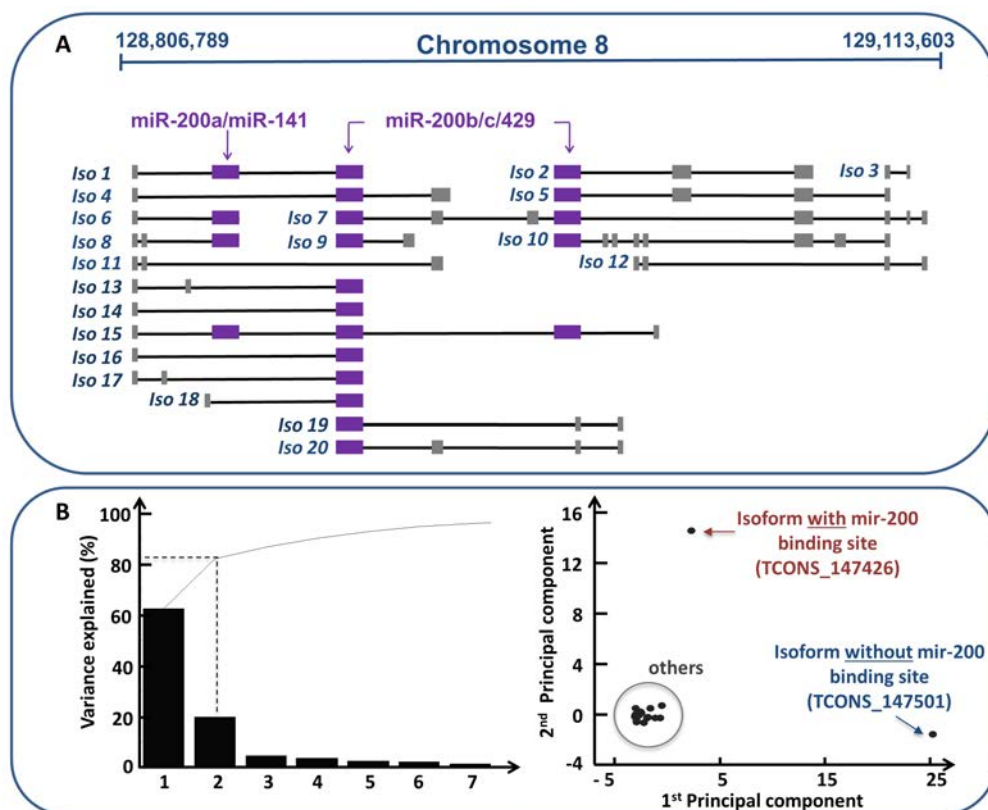 A
128,806,789 Chromosome 8 129,113,603
miR-200a/miR-141 miR-200b/c/429
Iso 1 Iso 2 Iso 3
Iso 4 Iso 5
Iso 6 Iso 7
Iso 8 Iso 9 Iso 10
Iso 11 Iso 12
Iso 13
Iso 14
Iso 15
Iso 16
Iso 17
Iso 18
Iso 19
Iso 20
B
Variance explained (%)
100
80
60
40
20
0
1 2 3 4 5 6 7
2nd Principal component
16
12
8
4
0
-4
Isoform with mir-200
binding site
(TCONS_147426)
others
Isoform without mir-200
binding site
(TCONS_147501)
- 5 5 15 25
1st Principal component